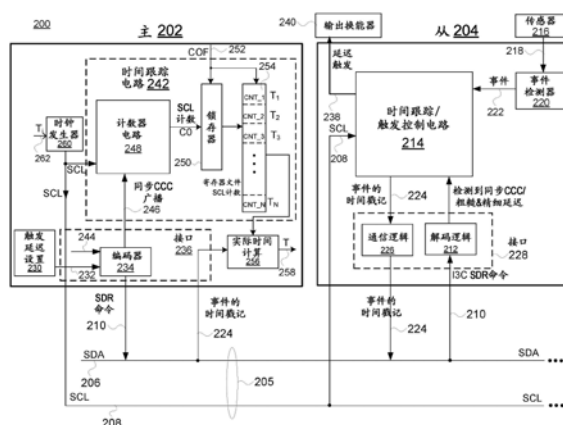 200
主 202
COF
252
240
输出换能器
从 204
传感器
216
218
时间跟踪
电路 242
254
延迟
触发
事件
检测器
220
事件
222
时钟
发生器
260
T
262
计数器
电路
248
SCL
计数
C0
锁
存
器
250
CNT_1
CNT_2
CNT_3
CNT_N
T1
T2
T3
TN
寄存器文件
SCL计数
238
SCL
208
时间跟踪/
触发控制电路
214
SCL
SCL
同步CCC
广播
246
224
事件的
时间戳记
检测到同步CCC/
粗糙&精细延迟
触发
延迟
设置
230
244
232
编码器
234
接口
236
实际时间
计算
256
T
258
通信逻辑
226
解码逻辑
212
接口
228
I3C SDR命令
SDR
命令
210
事件的
时间戳记
224
事件的
时间戳记
224
210
SDA
206
SDA
205
SCL
208
SCL